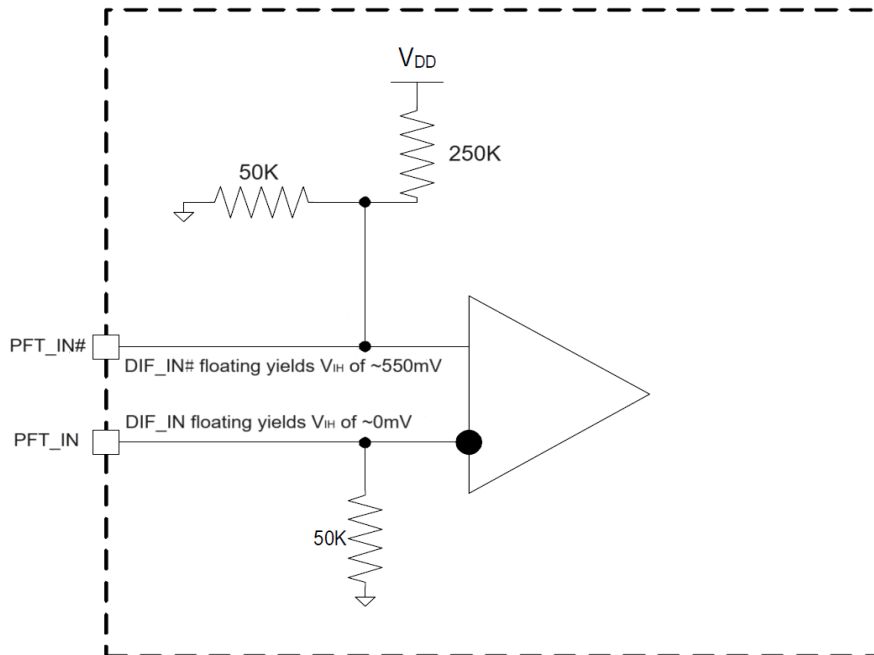 VDD
250K
50K
PFT_IN#
DIF_IN# floating yields VIH of ~550mV
DIF_IN floating yields VIH of ~0mV
PFT_IN
50K